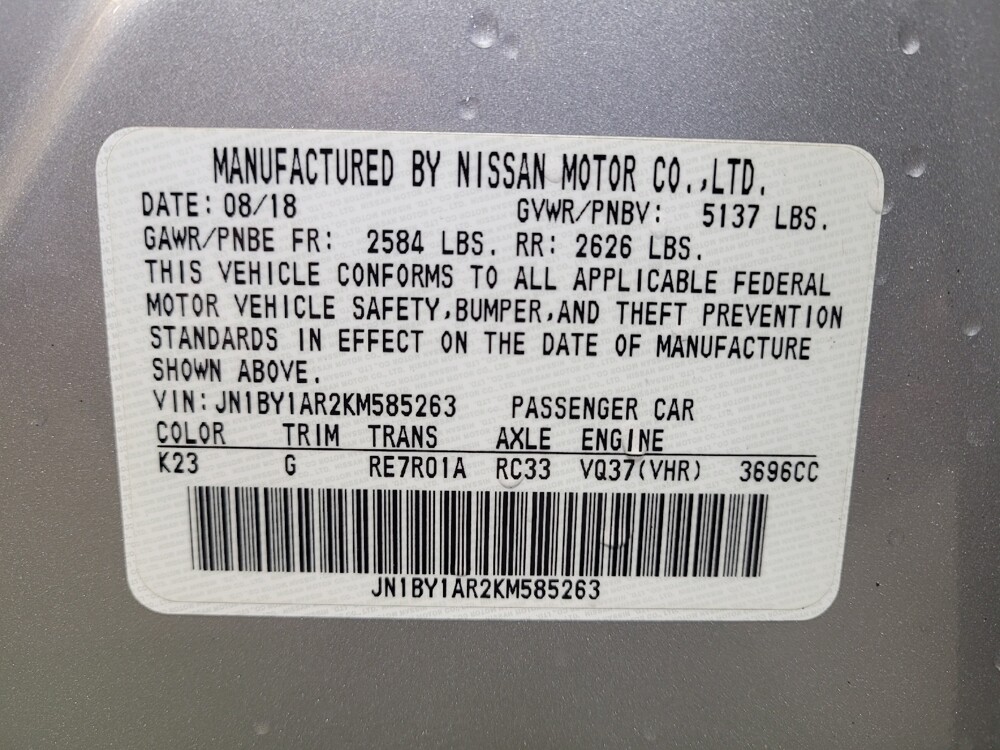 MANUFACTURED BY NISSAN MOTOR CO.,LTD.
DATE: 08/18 GVWR/PNBV: 5137 LBS.
GAWR/PNBE FR: 2584 LBS. RR: 2626 LBS.
THIS VEHICLE CONFORMS TO ALL APPLICABLE FEDERAL
MOTOR VEHICLE SAFETY,BUMPER,AND THEFT PREVENTION
STANDARDS IN EFFECT ON THE DATE OF MANUFACTURE
SHOWN ABOVE.
VIN: JN1BY1AR2KM585263 PASSENGER CAR
COLOR TRIM TRANS AXLE ENGINE
K23 G RE7R01A RC33 VQ37(VHR) 3696CC
JN1BY1AR2KM585263